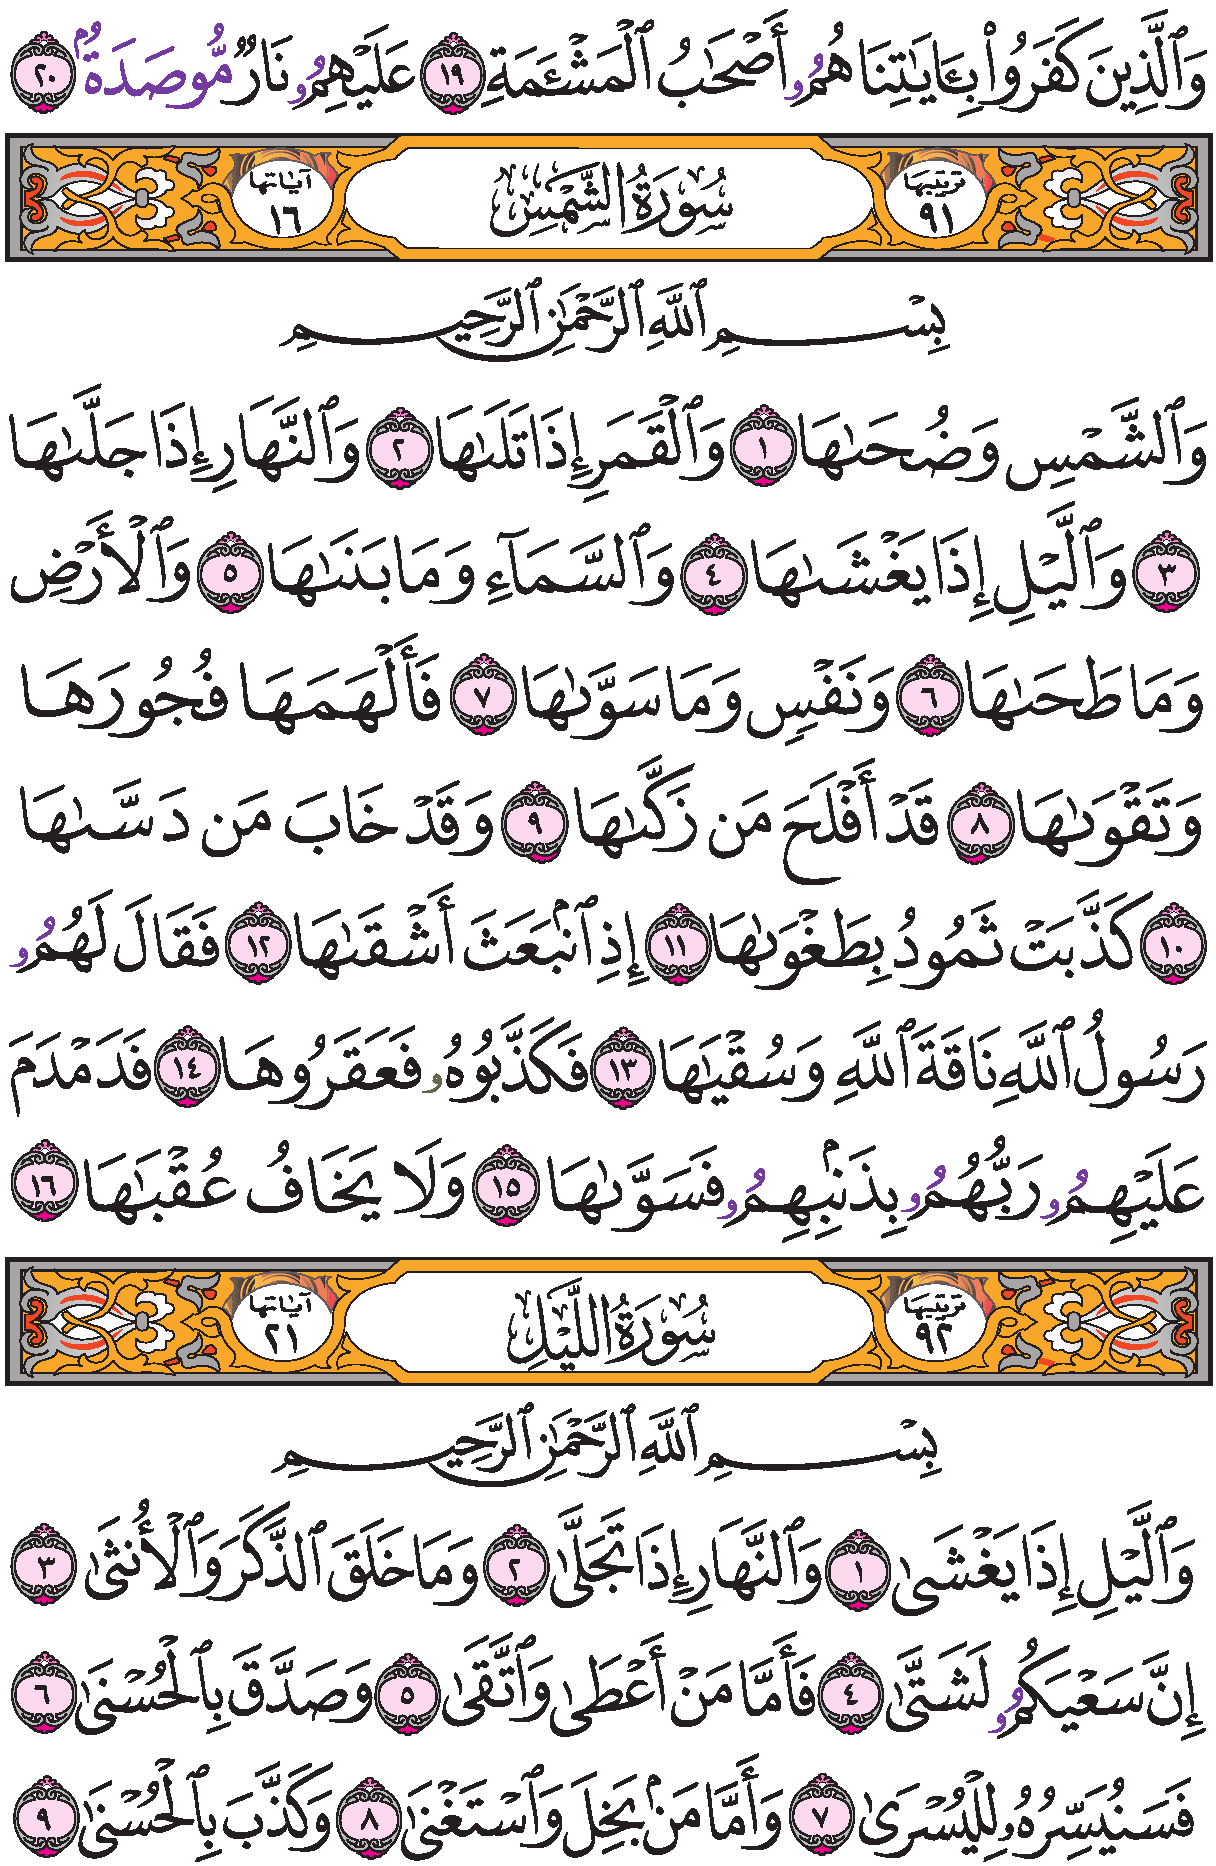 وَٱلَّذِينَ كَفَرُواْ بِـَٔايَٰتِنَا هُمُۥ أَصۡحَٰبُ ٱلۡمَشۡـَٔمَةِ ١٩ عَلَيۡهِمُۥ نَارٞ مُّوصَدَةُۢ ٢٠
ترتيبها ٩١ سُورَةُ الشَّمْسِ آياتها ١٦
بِسۡمِ ٱللَّهِ ٱلرَّحۡمَٰنِ ٱلرَّحِيمِ
وَٱلشَّمۡسِ وَضُحَىٰهَا ١ وَٱلۡقَمَرِ إِذَا تَلَىٰهَا ٢ وَٱلنَّهَارِ إِذَا جَلَّىٰهَا
٣ وَٱلَّيۡلِ إِذَا يَغۡشَىٰهَا ٤ وَٱلسَّمَآءِ وَمَا بَنَىٰهَا ٥ وَٱلۡأَرۡضِ
وَمَا طَحَىٰهَا ٦ وَنَفۡسٖ وَمَا سَوَّىٰهَا ٧ فَأَلۡهَمَهَا فُجُورَهَا
وَتَقۡوَىٰهَا ٨ قَدۡ أَفۡلَحَ مَن زَكَّىٰهَا ٩ وَقَدۡ خَابَ مَن دَسَّىٰهَا
١٠ كَذَّبَتۡ ثَمُودُ بِطَغۡوَىٰهَا ١١ إِذِ ٱنۢبَعَثَ أَشۡقَىٰهَا ١٢ فَقَالَ لَهُمُۥ
رَسُولُ ٱللَّهِ نَاقَةَ ٱللَّهِ وَسُقۡيَٰهَا ١٣ فَكَذَّبُوهُۥ فَعَقَرُوهَا ١٤ فَدَمۡدَمَ
عَلَيۡهِمُۥ رَبُّهُمُۥ بِذَنۢبِهِمُۥ فَسَوَّىٰهَا ١٥ وَلَا يَخَافُ عُقۡبَٰهَا ١٦
ترتيبها ٩٢ سُورَةُ اللَّيْلِ آياتها ٢١
بِسۡمِ ٱللَّهِ ٱلرَّحۡمَٰنِ ٱلرَّحِيمِ
وَٱلَّيۡلِ إِذَا يَغۡشَىٰ ١ وَٱلنَّهَارِ إِذَا تَجَلَّىٰ ٢ وَمَا خَلَقَ ٱلذَّكَرَ وَٱلۡأُنثَىٰ ٣
إِنَّ سَعۡيَكُمُۥ لَشَتَّىٰ ٤ فَأَمَّا مَنۡ أَعۡطَىٰ وَٱتَّقَىٰ ٥ وَصَدَّقَ بِٱلۡحُسۡنَىٰ ٦
فَسَنُيَسِّرُهُۥ لِلۡيُسۡرَىٰ ٧ وَأَمَّا مَنۢ بَخِلَ وَٱسۡتَغۡنَىٰ ٨ وَكَذَّبَ بِٱلۡحُسۡنَىٰ ٩